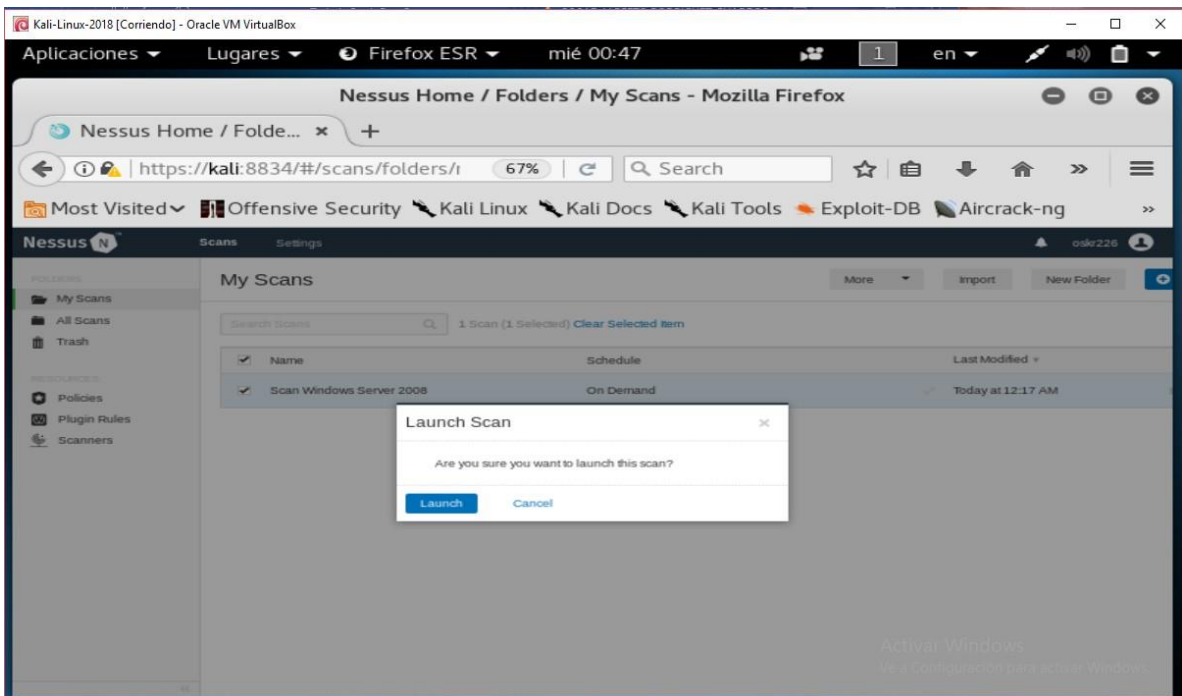 Kali-Linux-2018 [Corriendo] - Oracle VM VirtualBox
Aplicaciones Lugares Firefox ESR mié 00:47 1 en
Nessus Home / Folders / My Scans - Mozilla Firefox
Nessus Home / Folde...
https://kali:8834/#/scans/folders/ 67% Search
Most Visited Offensive Security Kali Linux Kali Docs Kali Tools Exploit-DB Aircrack-ng
Nessus N Scans Settings oskr226
FOLDERS
My Scans
All Scans
Trash
RESOURCES
Policies
Plugin Rules
Scanners
My Scans More Import New Folder
Search Scans 1 Scan (1 Selected) Clear Selected Item
Name Schedule Last Modified
Scan Windows Server 2008 On Demand Today at 12:17 AM
Launch Scan
Are you sure you want to launch this scan?
Launch Cancel
Activar Windows
Ve a Configuración para activar Windows.